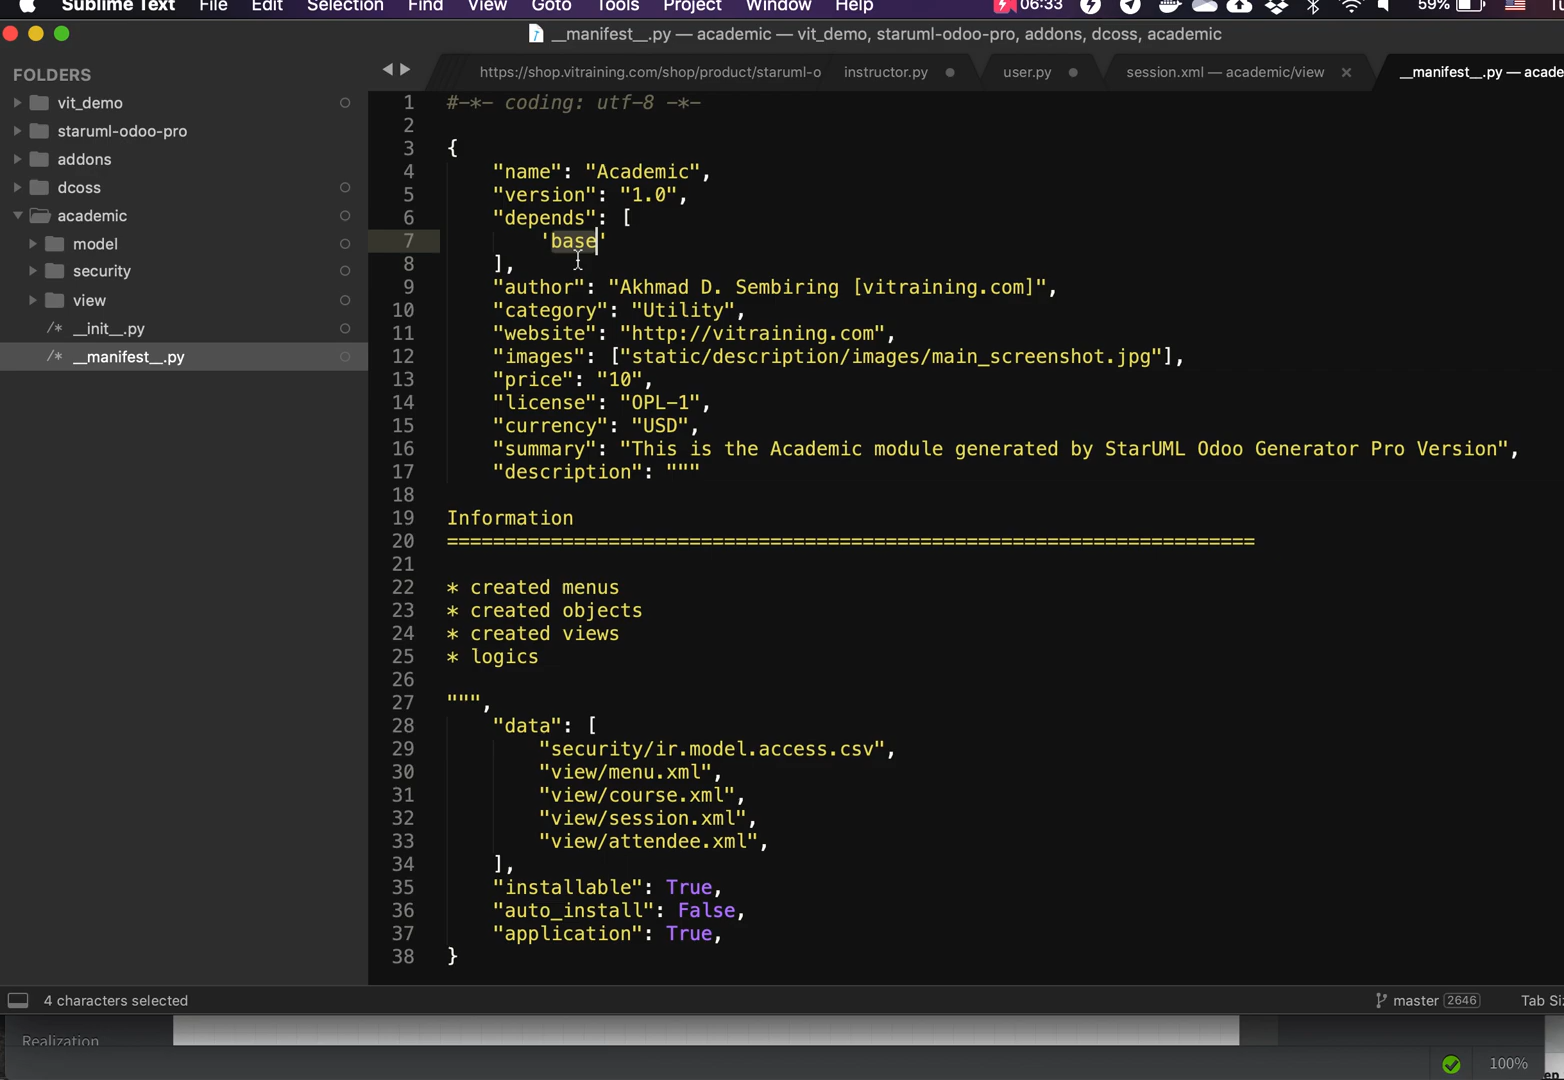 Sublime Text File Edit Selection Find View Goto Tools Project Window Help 06:33 59%
__manifest__.py — academic — vit_demo, staruml-odoo-pro, addons, dcoss, academic
FOLDERS
vit_demo
staruml-odoo-pro
addons
dcoss
academic
model
security
view
/* __init__.py
/* __manifest__.py
https://shop.vitraining.com/shop/product/staruml-o instructor.py user.py session.xml — academic/view × __manifest__.py — acade
1 #-*- coding: utf-8 -*-
2
3 {
4 "name": "Academic",
5 "version": "1.0",
6 "depends": [
7 'base'
8 ],
9 "author": "Akhmad D. Sembiring [vitraining.com]",
10 "category": "Utility",
11 "website": "http://vitraining.com",
12 "images": ["static/description/images/main_screenshot.jpg"],
13 "price": "10",
14 "license": "OPL-1",
15 "currency": "USD",
16 "summary": "This is the Academic module generated by StarUML Odoo Generator Pro Version",
17 "description": """
18
19 Information
20 ======================================================================
21
22 * created menus
23 * created objects
24 * created views
25 * logics
26
27 """,
28 "data": [
29 "security/ir.model.access.csv",
30 "view/menu.xml",
31 "view/course.xml",
32 "view/session.xml",
33 "view/attendee.xml",
34 ],
35 "installable": True,
36 "auto_install": False,
37 "application": True,
38 }
4 characters selected master 2646 Tab Si
Realization
100%